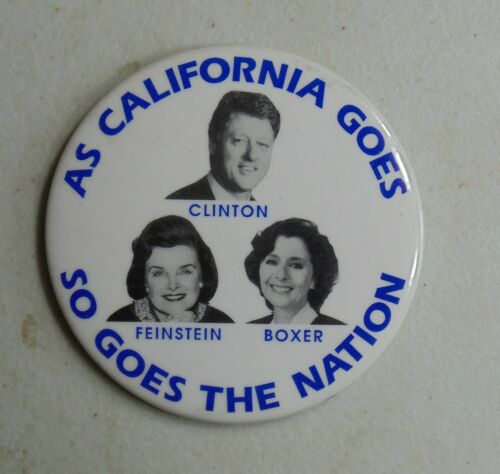 AS CALIFORNIA GOES
CLINTON
FEINSTEIN BOXER
SO GOES THE NATION